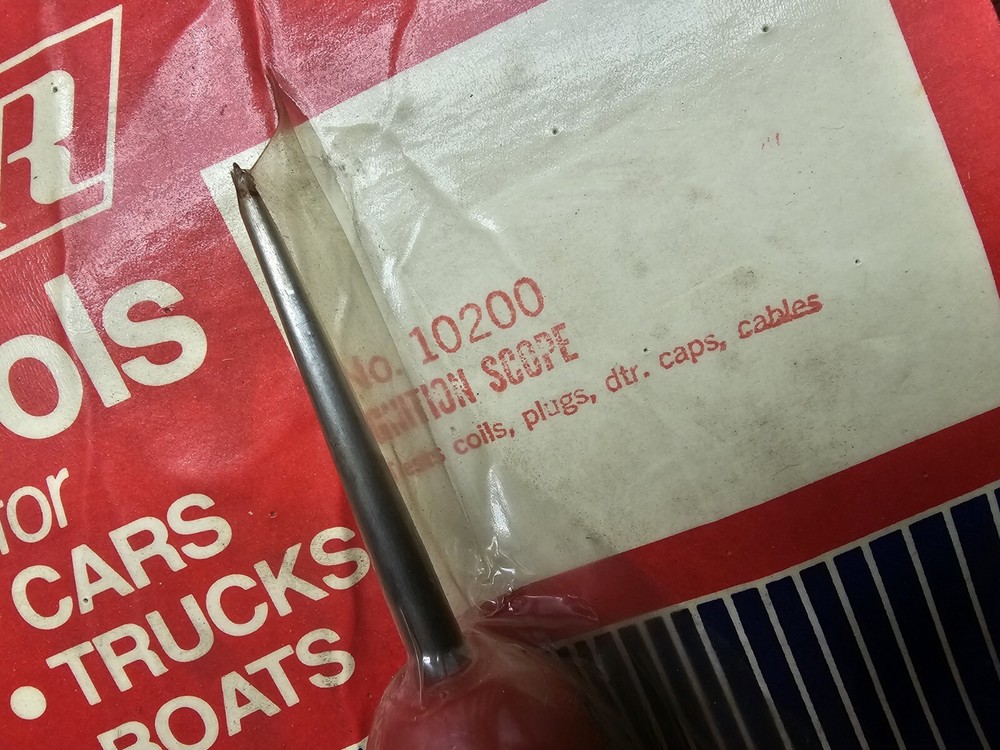 R
ols
for
CARS
• TRUCKS
BOATS
No. 10200
IGNITION SCOPE
coils, plugs, dtr. caps, cables